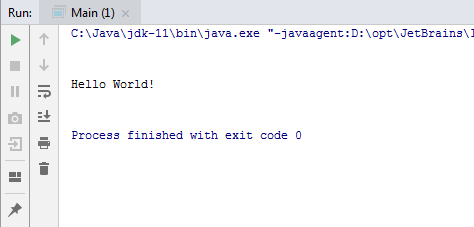 Run: Main (1) ×
C:\Java\jdk-11\bin\java.exe "-javaagent:D:\opt\JetBrains\
Hello World!
Process finished with exit code 0